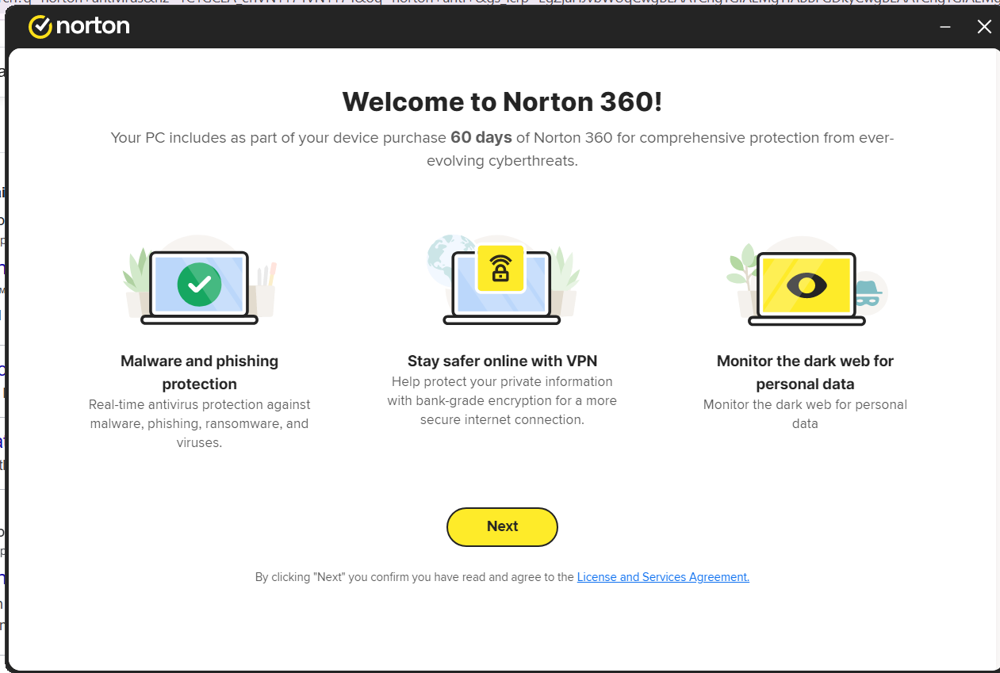 norton
Welcome to Norton 360!
Your PC includes as part of your device purchase 60 days of Norton 360 for comprehensive protection from ever-
evolving cyberthreats.
Malware and phishing
protection
Real-time antivirus protection against
malware, phishing, ransomware, and
viruses.
Stay safer online with VPN
Help protect your private information
with bank-grade encryption for a more
secure internet connection.
Monitor the dark web for
personal data
Monitor the dark web for personal
data
Next
By clicking "Next" you confirm you have read and agree to the License and Services Agreement.